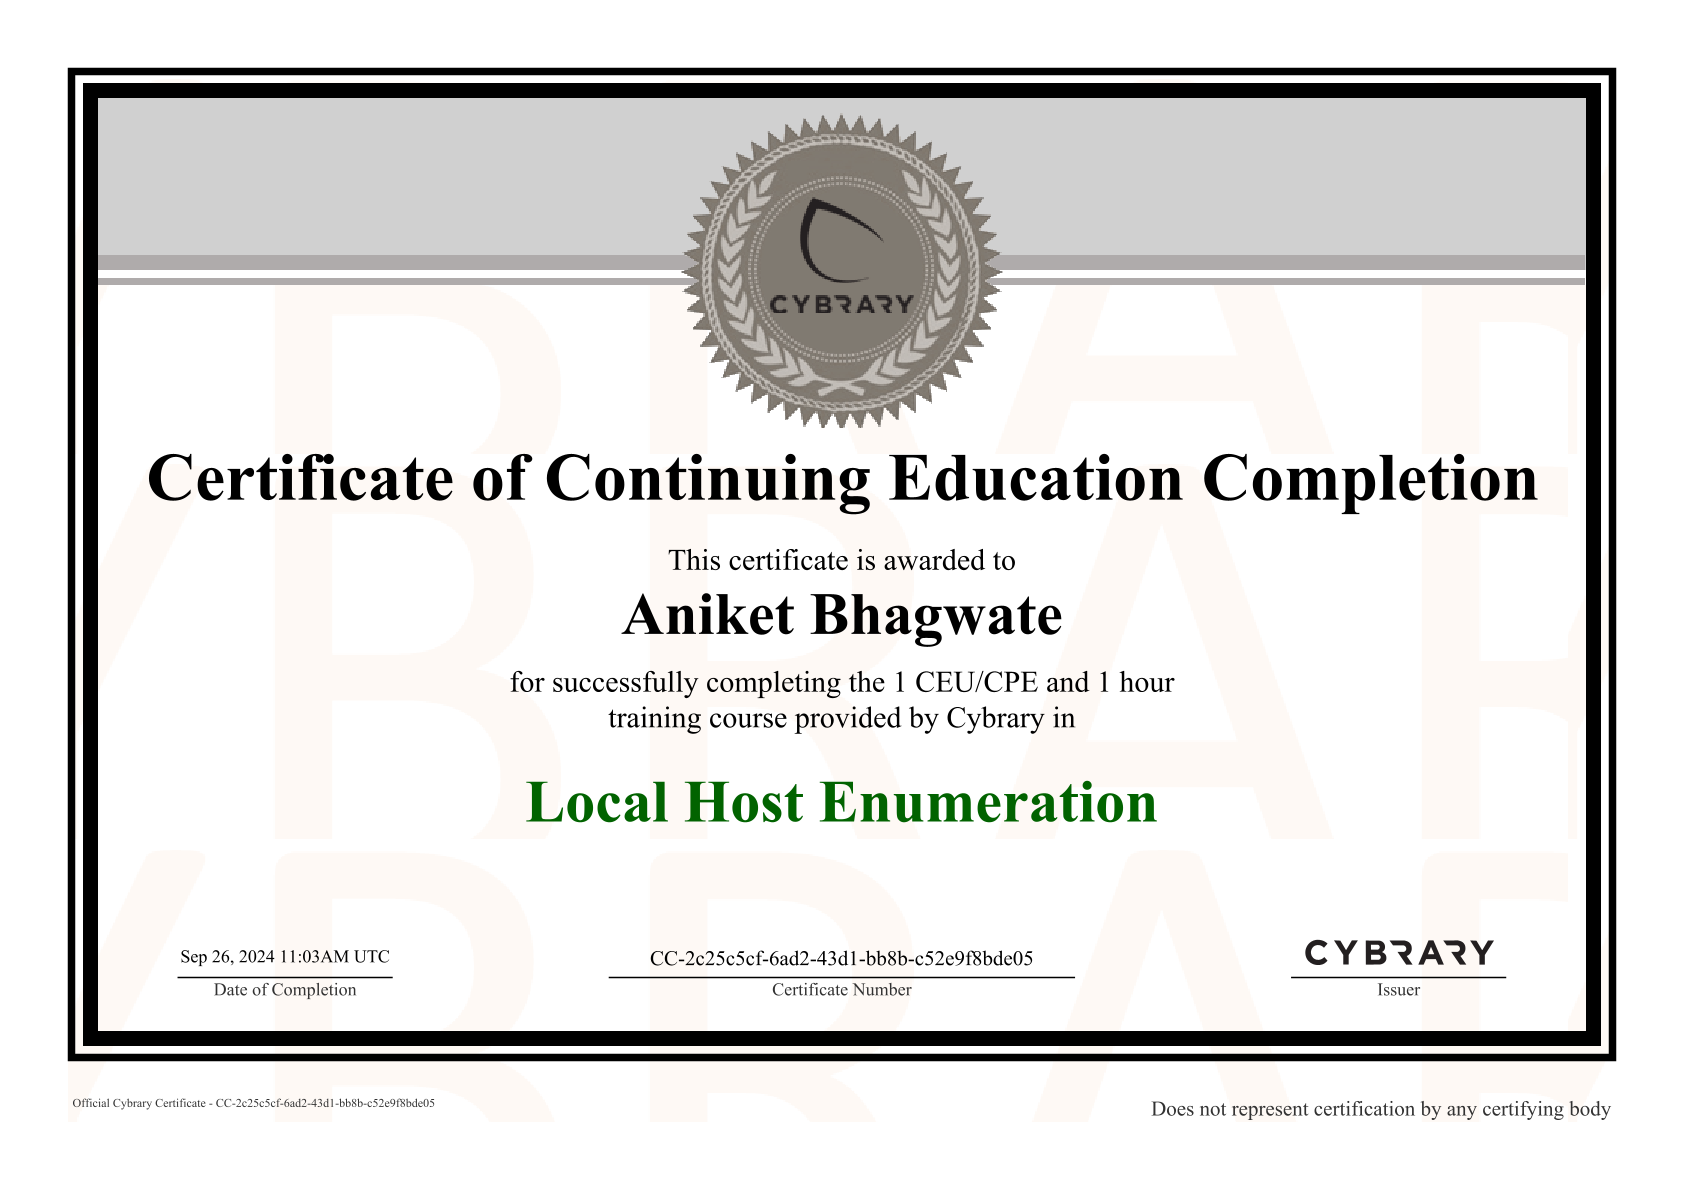 CYBRARY
Certificate of Continuing Education Completion
This certificate is awarded to
Aniket Bhagwate
for successfully completing the 1 CEU/CPE and 1 hour
training course provided by Cybrary in
Local Host Enumeration
Sep 26, 2024 11:03AM UTC
Date of Completion
CC-2c25c5cf-6ad2-43d1-bb8b-c52e9f8bde05
Certificate Number
CYBRARY
Issuer
Official Cybrary Certificate - CC-2c25c5cf-6ad2-43d1-bb8b-c52e9f8bde05
Does not represent certification by any certifying body